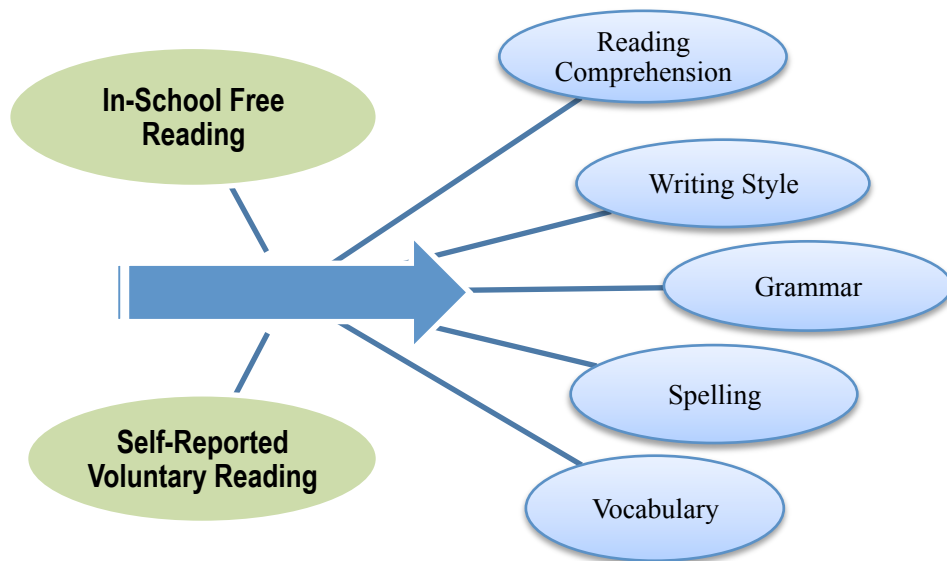 In-School Free
Reading
Self-Reported
Voluntary Reading
Reading
Comprehension
Writing Style
Grammar
Spelling
Vocabulary